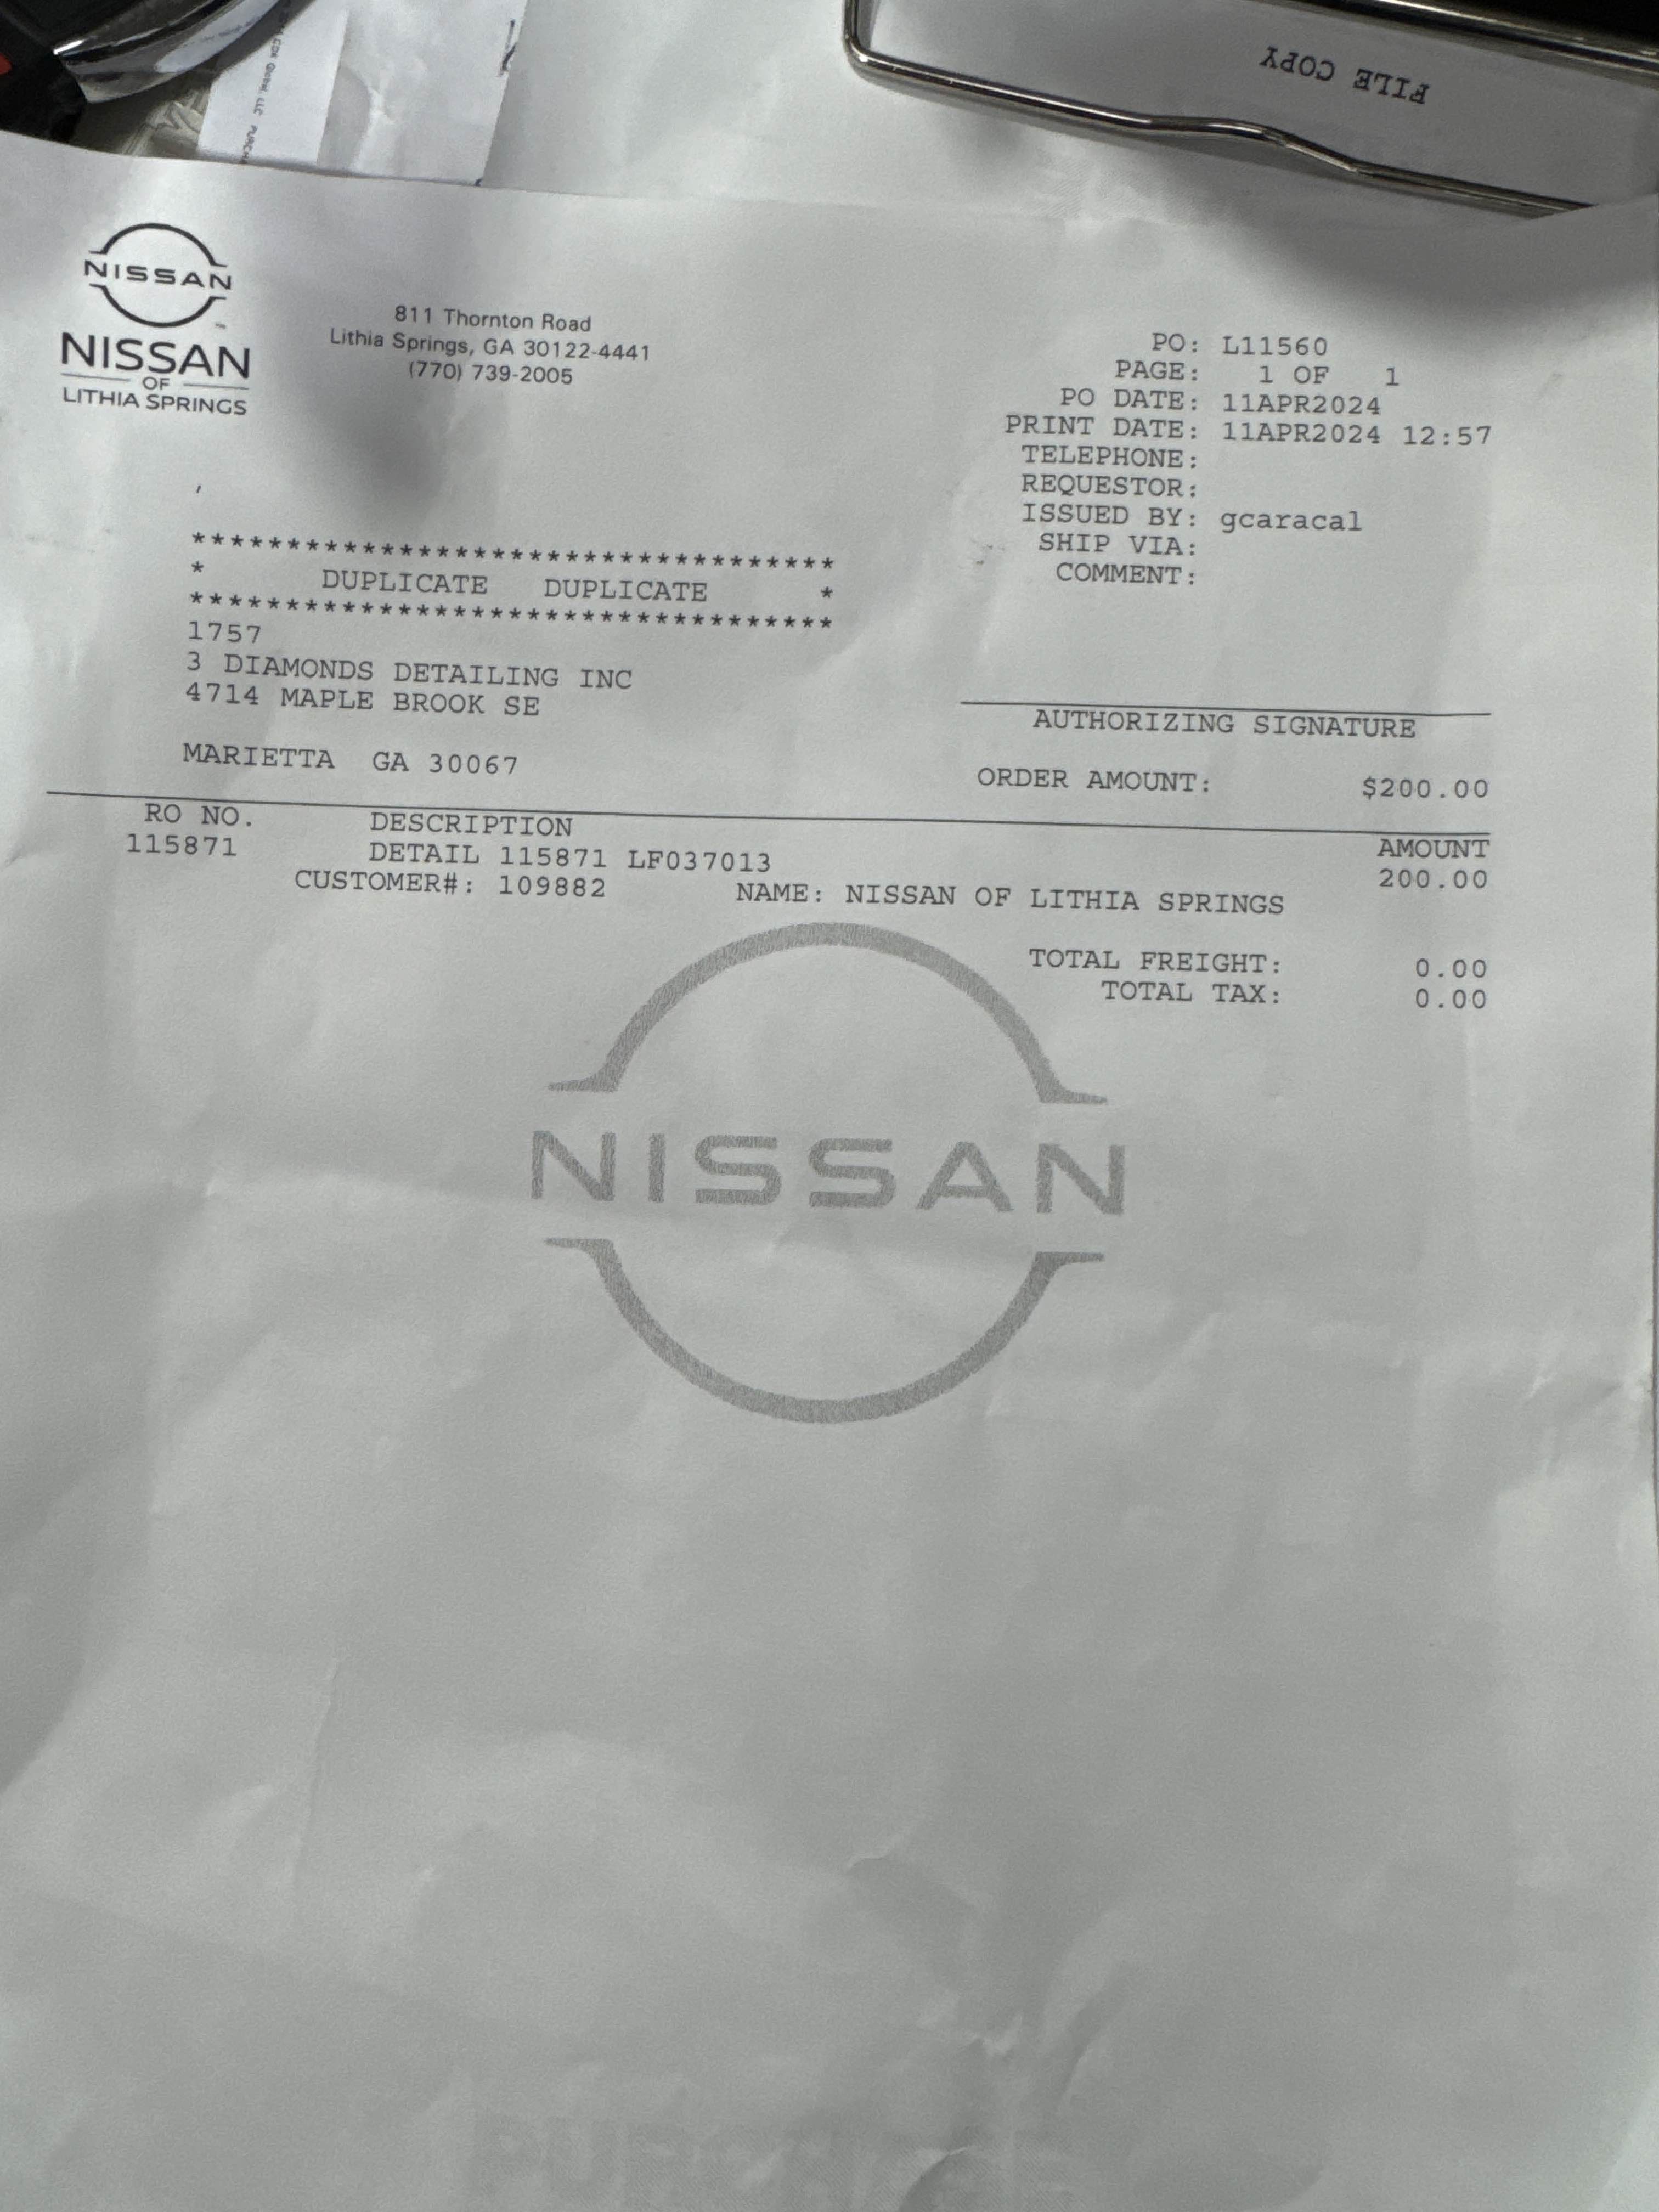 FILE COPY
NISSAN
NISSAN
OF
LITHIA SPRINGS
811 Thornton Road
Lithia Springs, GA 30122-4441
(770) 739-2005
PO: L11560
PAGE: 1 OF 1
PO DATE: 11APR2024
PRINT DATE: 11APR2024 12:57
TELEPHONE:
REQUESTOR:
ISSUED BY: gcaracal
SHIP VIA:
COMMENT:
***********************************
* DUPLICATE DUPLICATE *
***********************************
1757
3 DIAMONDS DETAILING INC
4714 MAPLE BROOK SE
MARIETTA GA 30067
AUTHORIZING SIGNATURE
ORDER AMOUNT: $200.00
RO NO. DESCRIPTION AMOUNT
115871 DETAIL 115871 LF037013 200.00
CUSTOMER#: 109882 NAME: NISSAN OF LITHIA SPRINGS
TOTAL FREIGHT: 0.00
TOTAL TAX: 0.00
NISSAN